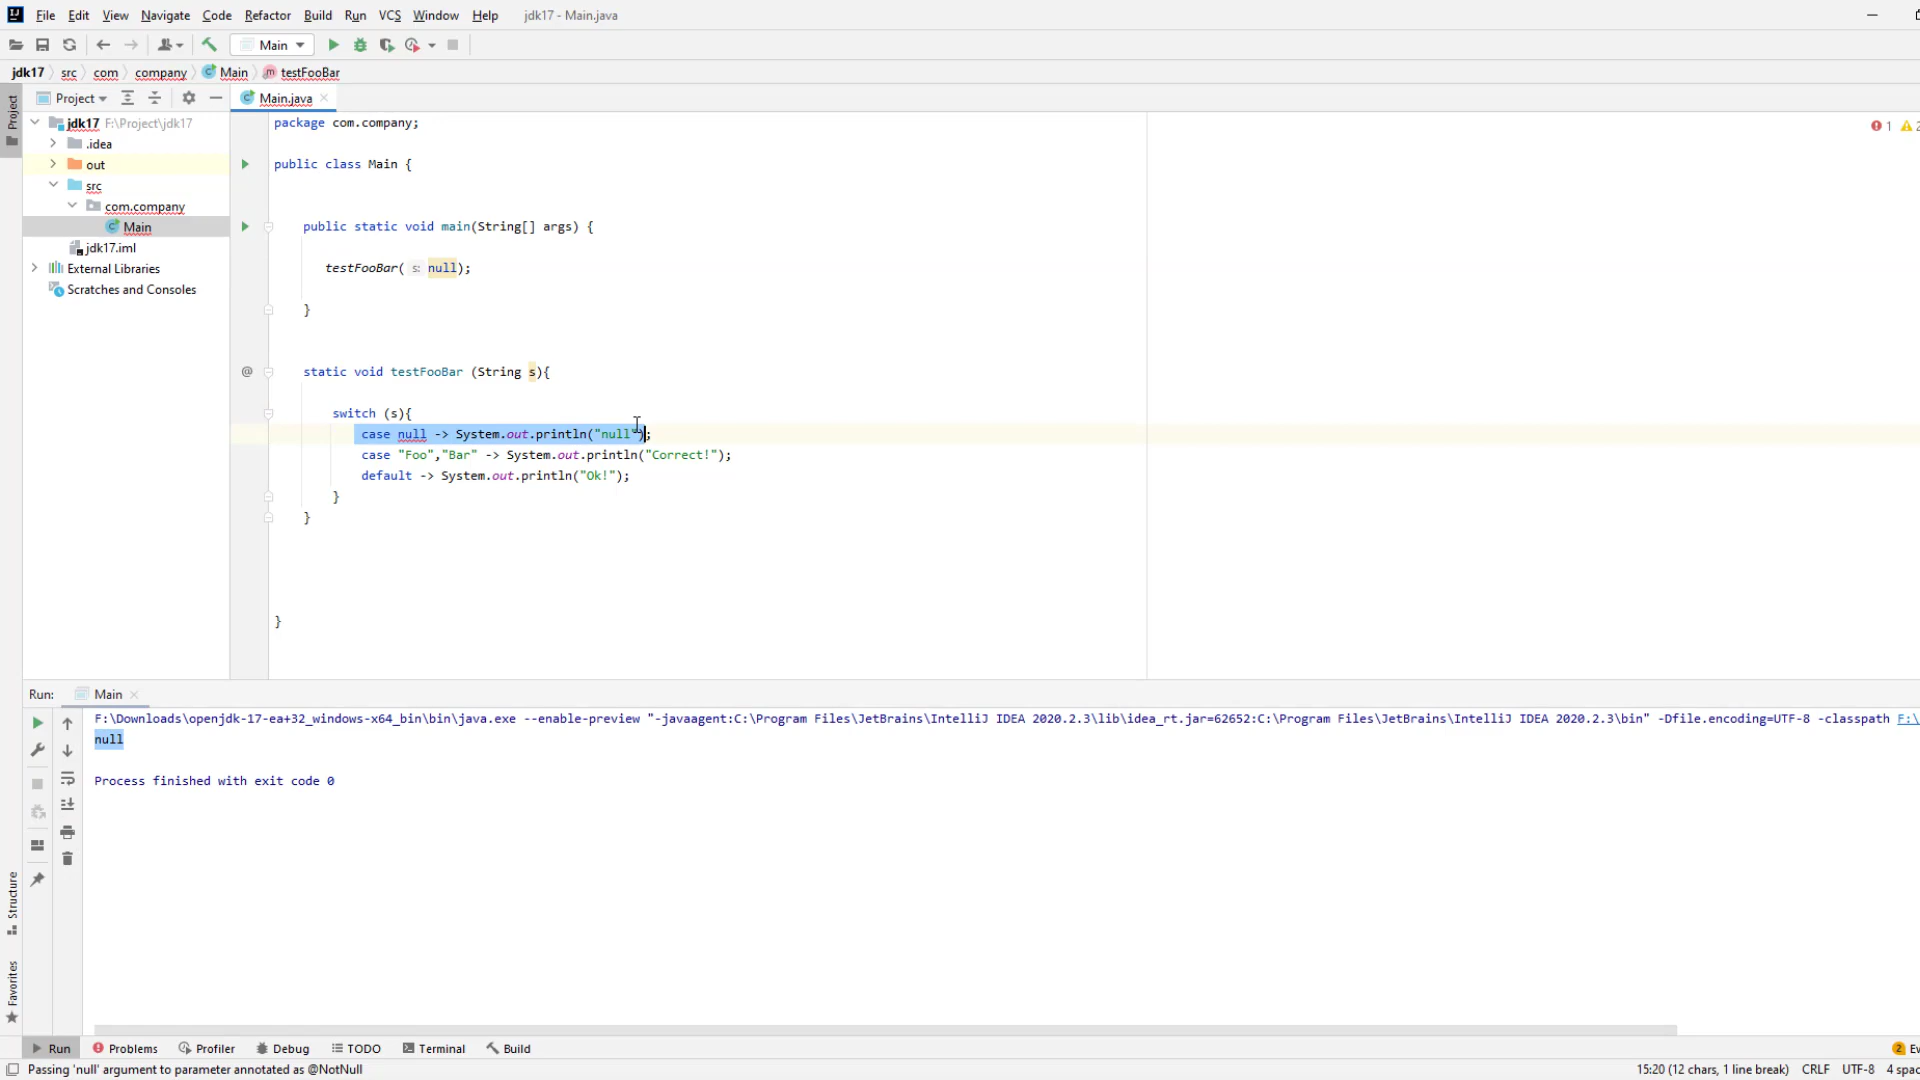 File Edit View Navigate Code Refactor Build Run VCS Window Help jdk17 - Main.java
Main
jdk17 src com company Main testFooBar
Project
Main.java
Project
jdk17 F:\Project\jdk17
.idea
out
src
com.company
Main
jdk17.iml
External Libraries
Scratches and Consoles
package com.company;
1 2
public class Main {
public static void main(String[] args) {
testFooBar( s: null);
}
@
static void testFooBar (String s){
switch (s){
case null -> System.out.println("null");
case "Foo","Bar" -> System.out.println("Correct!");
default -> System.out.println("Ok!");
}
}
}
Run: Main
F:\Downloads\openjdk-17-ea+32_windows-x64_bin\bin\java.exe --enable-preview "-javaagent:C:\Program Files\JetBrains\IntelliJ IDEA 2020.2.3\lib\idea_rt.jar=62652:C:\Program Files\JetBrains\IntelliJ IDEA 2020.2.3\bin" -Dfile.encoding=UTF-8 -classpath F:\
null
Process finished with exit code 0
Structure
Favorites
Run Problems Profiler Debug TODO Terminal Build 2 Ev
Passing 'null' argument to parameter annotated as @NotNull 15:20 (12 chars, 1 line break) CRLF UTF-8 4 spac